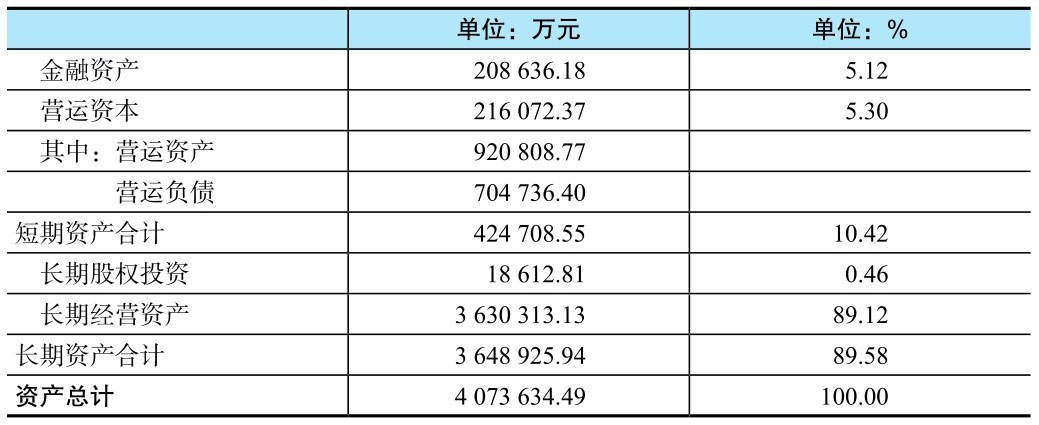 单位：万元 单位：%
金融资产 208 636.18 5.12
营运资本 216 072.37 5.30
其中：营运资产 920 808.77
营运负债 704 736.40
短期资产合计 424 708.55 10.42
长期股权投资 18 612.81 0.46
长期经营资产 3 630 313.13 89.12
长期资产合计 3 648 925.94 89.58
资产总计 4 073 634.49 100.00